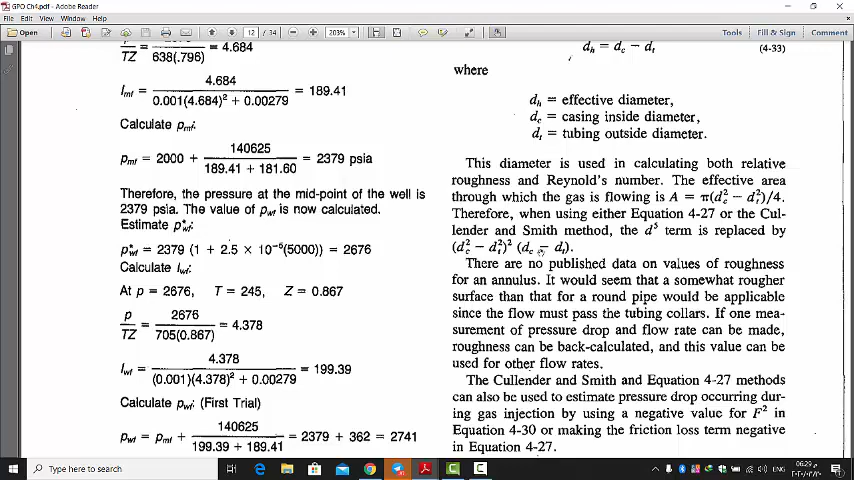 GPO Ch4.pdf - Adobe Reader
File Edit View Window Help
Open 12 / 34 203% Tools Fill & Sign Comment
TZ 638(.796) = 4.684
I_mf = 4.684 / 0.001(4.684)² + 0.00279 = 189.41
Calculate p_mf:
p_mf = 2000 + 140625 / 189.41 + 181.60 = 2379 psia
Therefore, the pressure at the mid-point of the well is
2379 psia. The value of p_wf is now calculated.
Estimate p*_wf:
p*_wf = 2379 (1 + 2.5 × 10⁻⁵(5000)) = 2676
Calculate I_wf:
At p = 2676, T = 245, Z = 0.867
p / TZ = 2676 / 705(0.867) = 4.378
I_wf = 4.378 / (0.001)(4.378)² + 0.00279 = 199.39
Calculate p_wf: (First Trial)
p_wf = p_mf + 140625 / 199.39 + 189.41 = 2379 + 362 = 2741
d_h = d_c − d_t
(4-33)
where
d_h = effective diameter,
d_c = casing inside diameter,
d_t = tubing outside diameter.
This diameter is used in calculating both relative
roughness and Reynold's number. The effective area
through which the gas is flowing is A = π(d_c² − d_t²)/4.
Therefore, when using either Equation 4-27 or the Cul-
lender and Smith method, the d⁵ term is replaced by
(d_c² − d_t²)² (d_c − d_t).
There are no published data on values of roughness
for an annulus. It would seem that a somewhat rougher
surface than that for a round pipe would be applicable
since the flow must pass the tubing collars. If one mea-
surement of pressure drop and flow rate can be made,
roughness can be back-calculated, and this value can be
used for other flow rates.
The Cullender and Smith and Equation 4-27 methods
can also be used to estimate pressure drop occurring dur-
ing gas injection by using a negative value for F² in
Equation 4-30 or making the friction loss term negative
in Equation 4-27.
Type here to search